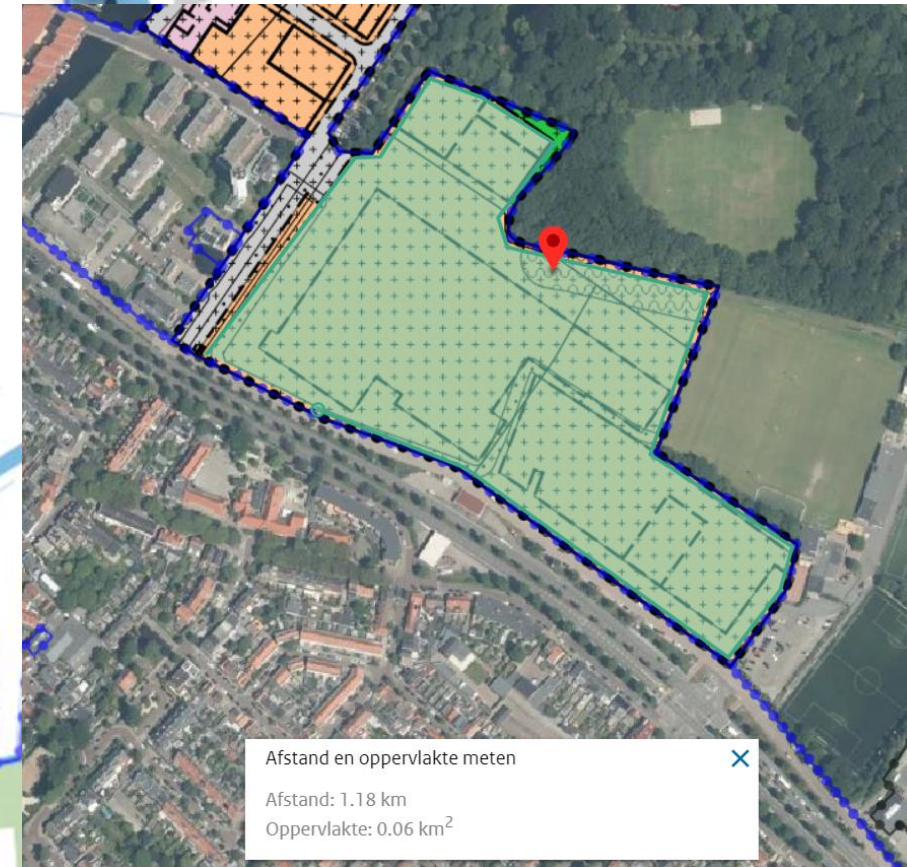 Afstand en oppervlakte meten
Afstand: 1.18 km
Oppervlakte: 0.06 km²